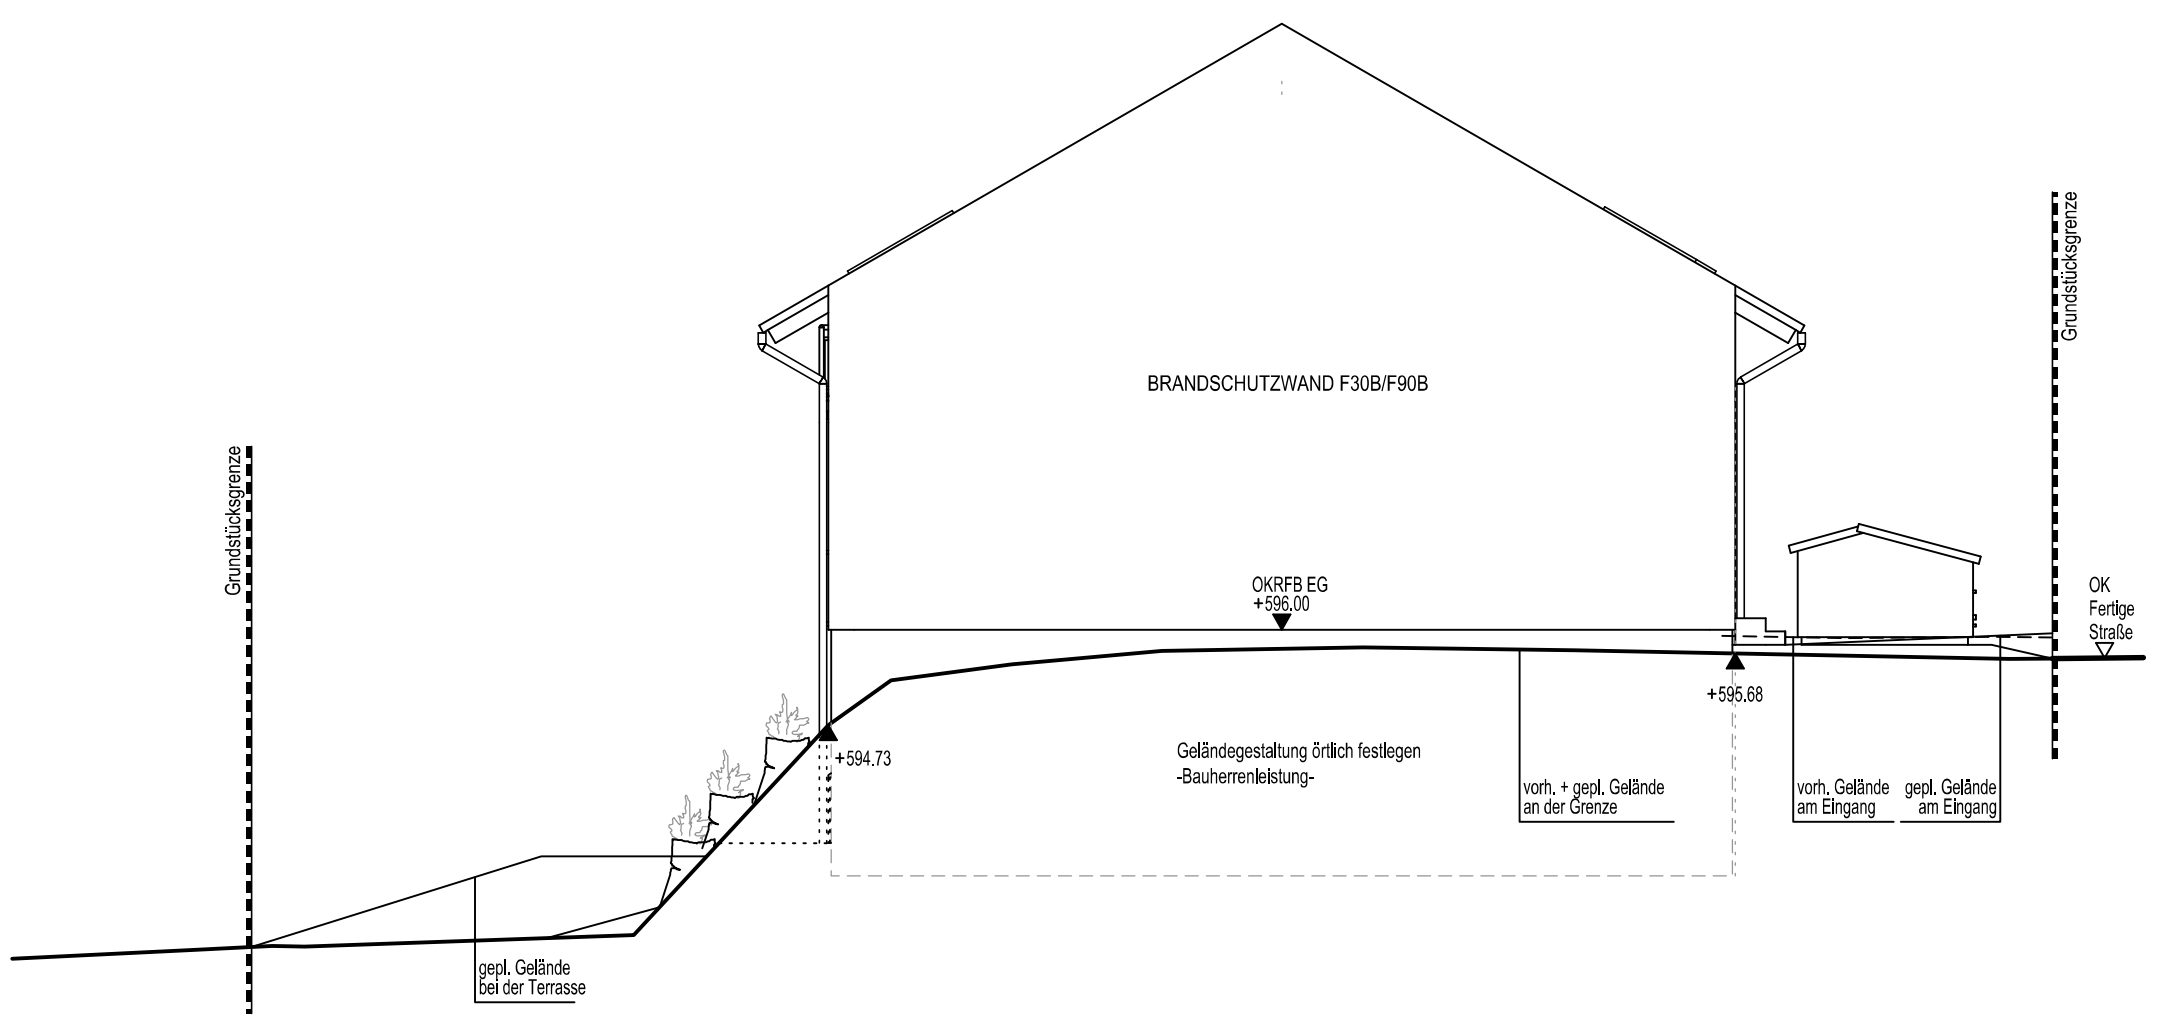 Grundstücksgrenze
BRANDSCHUTZWAND F30B/F90B
Grundstücksgrenze
OKRFB EG
+596.00
OK
Fertige
Straße
+595.68
+594.73
Geländegestaltung örtlich festlegen
-Bauherrenleistung-
vorh. + gepl. Gelände
an der Grenze
vorh. Gelände
am Eingang
gepl. Gelände
am Eingang
gepl. Gelände
bei der Terrasse